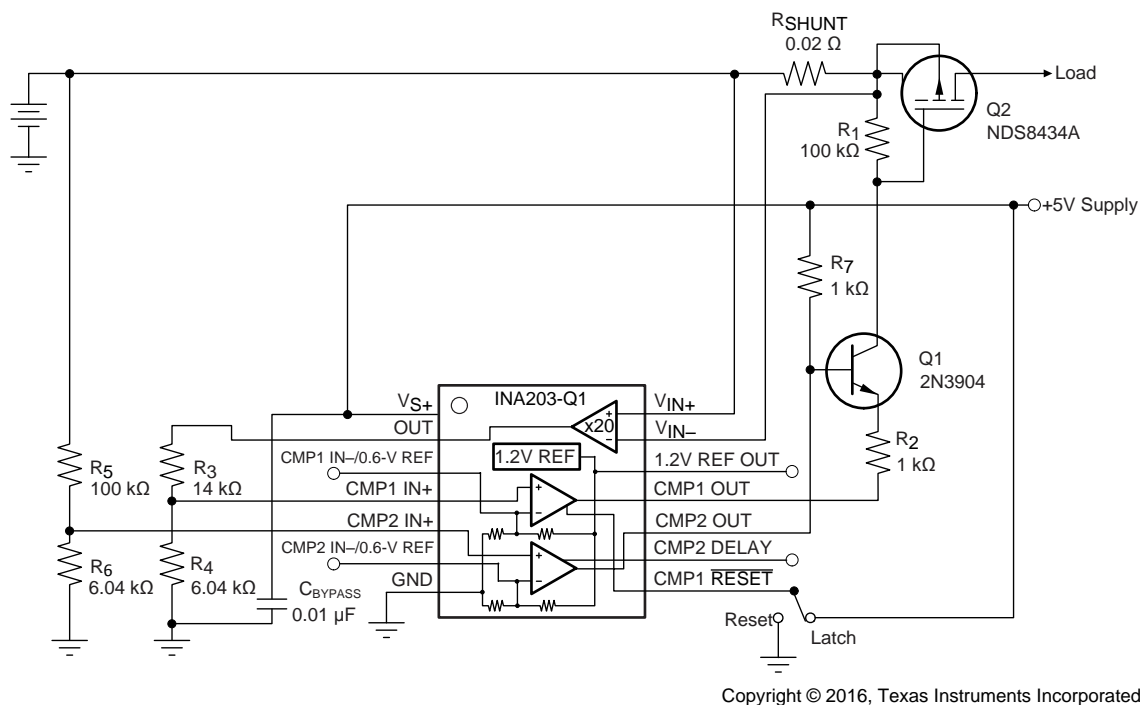 RSHUNT
0.02 Ω
Load
Q2
NDS8434A
R1
100 kΩ
+5V Supply
R7
1 kΩ
Q1
2N3904
R2
1 kΩ
INA203-Q1
VS+
OUT
CMP1 IN–/0.6-V REF
CMP1 IN+
CMP2 IN+
CMP2 IN–/0.6-V REF
GND
x20
+
–
1.2V REF
+
–
+
–
VIN+
VIN–
1.2V REF OUT
CMP1 OUT
CMP2 OUT
CMP2 DELAY
CMP1 RESET
R5
100 kΩ
R3
14 kΩ
R6
6.04 kΩ
R4
6.04 kΩ
CBYPASS
0.01 µF
Reset
Latch
Copyright © 2016, Texas Instruments Incorporated